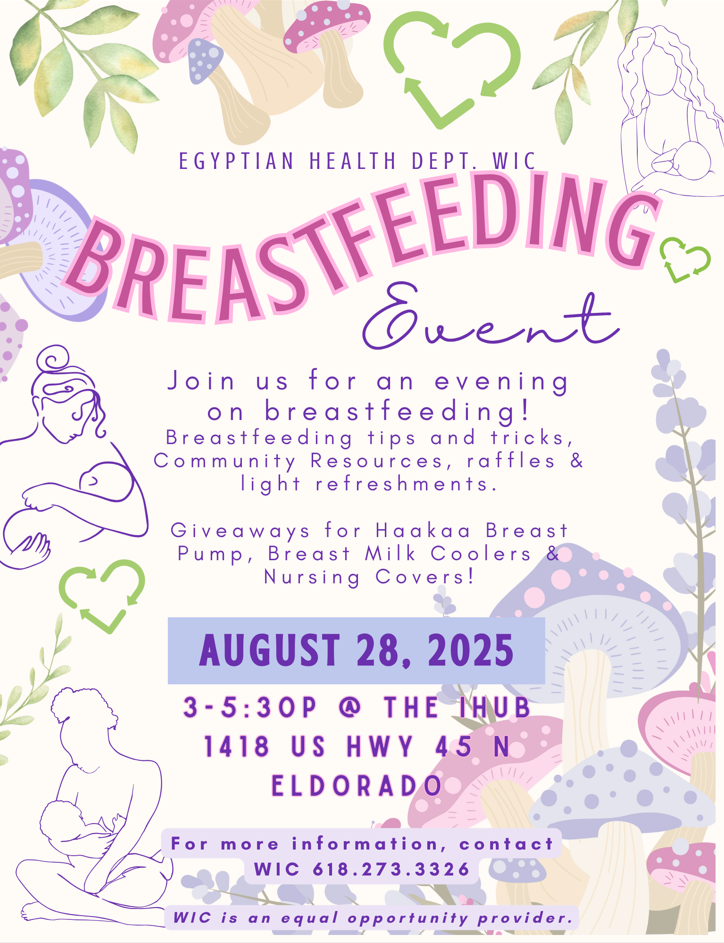 EGYPTIAN HEALTH DEPT. WIC
BREASTFEEDING
Event
Join us for an evening
on breastfeeding!
Breastfeeding tips and tricks,
Community Resources, raffles &
light refreshments.
Giveaways for Haakaa Breast
Pump, Breast Milk Coolers &
Nursing Covers!
AUGUST 28, 2025
3-5:30P @ THE IHUB
1418 US HWY 45 N
ELDORADO
For more information, contact
WIC 618.273.3326
WIC is an equal opportunity provider.